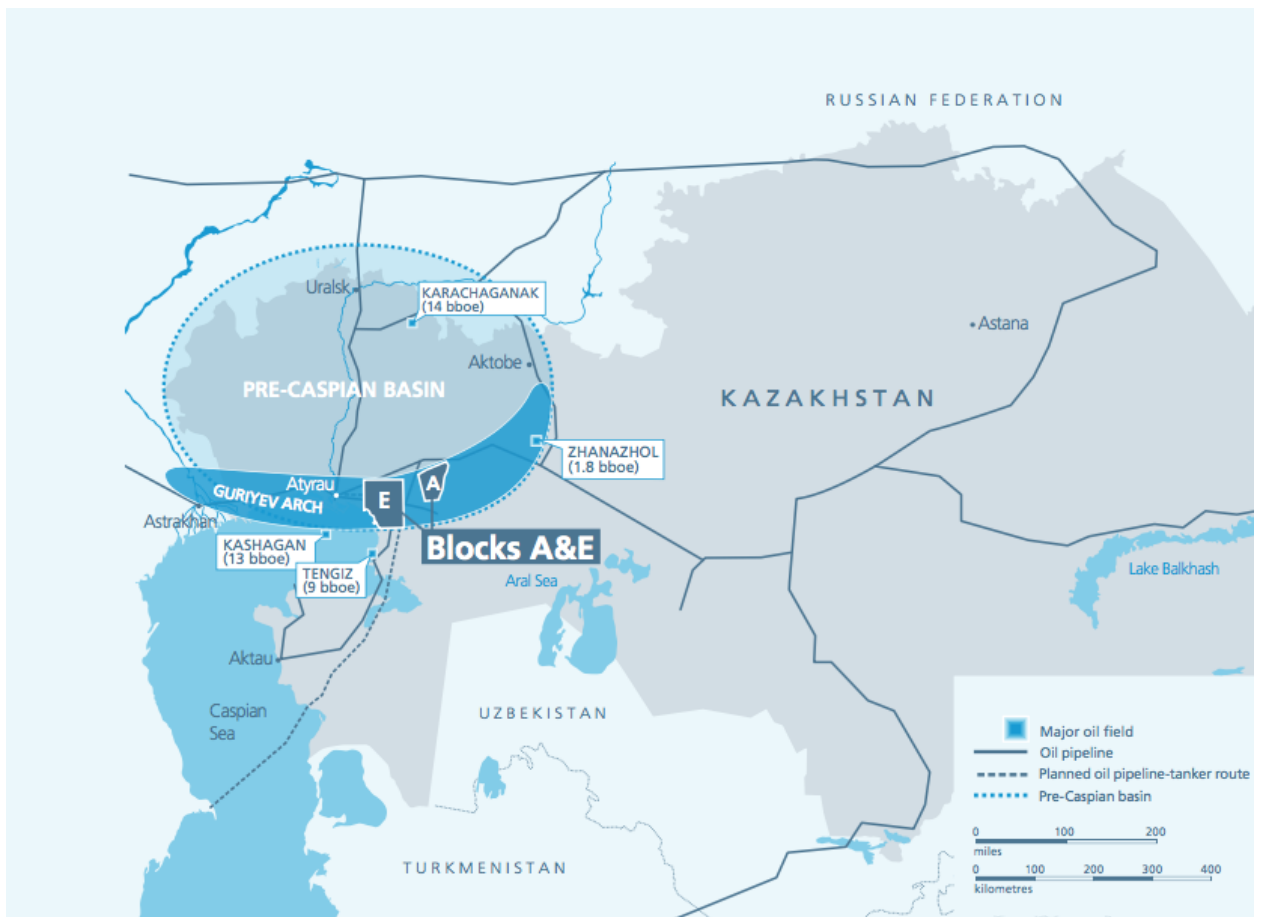 RUSSIAN FEDERATION
Uralsk
KARACHAGANAK
(14 bboe)
Astana
Aktobe
PRE-CASPIAN BASIN
KAZAKHSTAN
ZHANAZHOL
(1.8 bboe)
Atyrau
A
GURIYEV ARCH
E
Astrakhan
KASHAGAN
(13 bboe)
Blocks A&E
TENGIZ
(9 bboe)
Aral Sea
Lake Balkhash
Aktau
Caspian
Sea
UZBEKISTAN
TURKMENISTAN
Major oil field
Oil pipeline
Planned oil pipeline-tanker route
Pre-Caspian basin
0 100 200
miles
0 100 200 300 400
kilometres